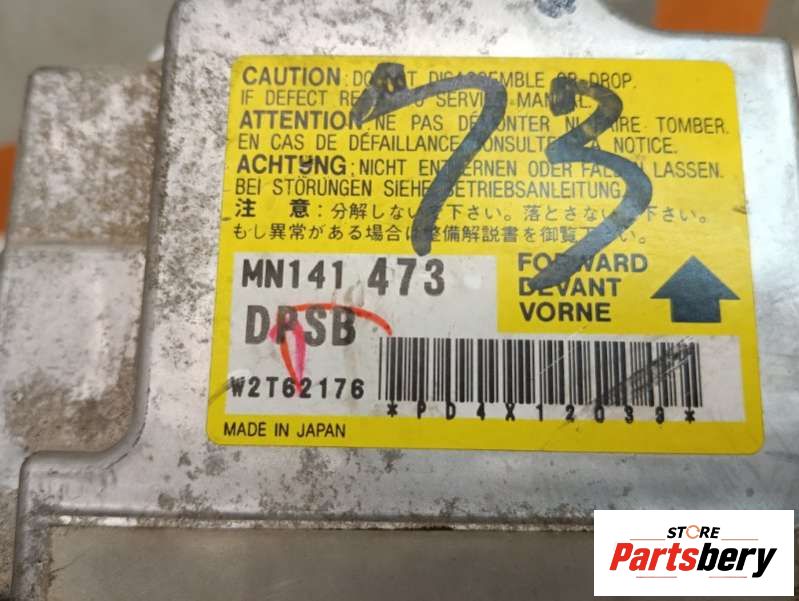 CAUTION: DO NOT DISASSEMBLE OR DROP.
IF DEFECT REFER TO SERVICE MANUAL.
ATTENTION: NE PAS DÉMONTER NI FAIRE TOMBER.
EN CAS DE DÉFAILLANCE CONSULTER LA NOTICE.
ACHTUNG: NICHT ENTFERNEN ODER FALLEN LASSEN.
BEI STÖRUNGEN SIEHE BETRIEBSANLEITUNG
注 意:分解しないで下さい。落とさないで下さい。
もし異常がある場合は整備解説書を御覧下さい。
73
MN141 473
FORWARD
DEVANT
VORNE
DPSB
W2T62176
*PD4X12039*
MADE IN JAPAN
STORE
Partsbery